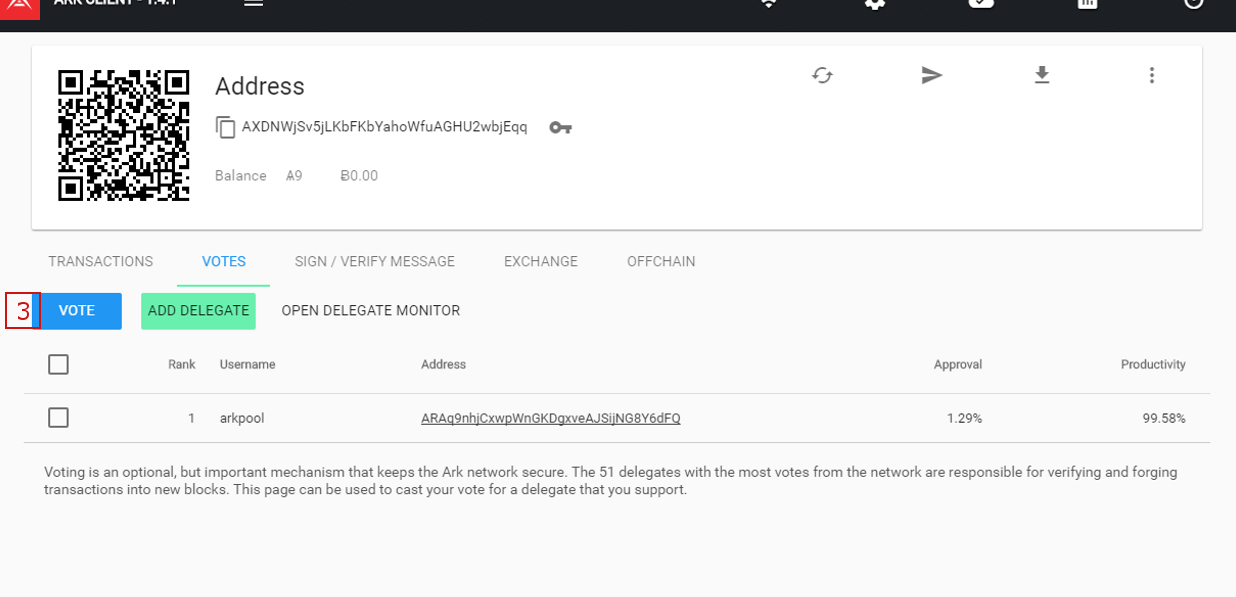 ARK CLIENT - 1.4.1
Address
AXDNWjSv5jLKbFKbYahoWfuAGHU2wbjEqq
Balance Ѧ9 Ƀ0.00
TRANSACTIONS VOTES SIGN / VERIFY MESSAGE EXCHANGE OFFCHAIN
3 VOTE ADD DELEGATE OPEN DELEGATE MONITOR
Rank Username Address Approval Productivity
1 arkpool ARAq9nhjCxwpWnGKDgxveAJSijNG8Y6dFQ 1.29% 99.58%
Voting is an optional, but important mechanism that keeps the Ark network secure. The 51 delegates with the most votes from the network are responsible for verifying and forging
transactions into new blocks. This page can be used to cast your vote for a delegate that you support.